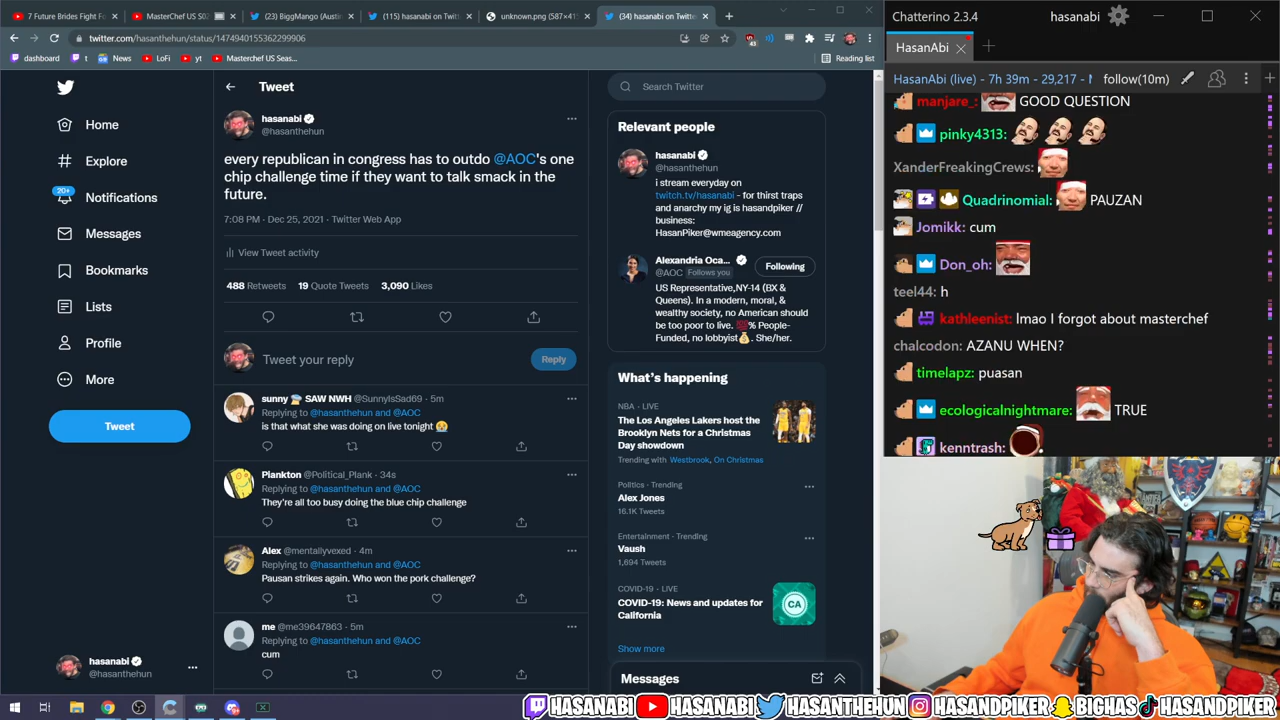 7 Future Brides Fight F
MasterChef US S0
(23) BiggMango (Austin
(115) hasanabi on Twitt
unknown.png (587×41
(34) hasanabi on Twitte
twitter.com/hasanthehun/status/1474940155362299906
dashboard
t
News
LoFi
yt
Masterchef US Seas...
Reading list
Home
Explore
20+
Notifications
Messages
Bookmarks
Lists
Profile
More
Tweet
hasanabi
@hasanthehun
Tweet
hasanabi
@hasanthehun
every republican in congress has to outdo @AOC's one
chip challenge time if they want to talk smack in the
future.
7:08 PM · Dec 25, 2021 · Twitter Web App
View Tweet activity
488 Retweets 19 Quote Tweets 3,090 Likes
Tweet your reply
Reply
sunny SAW NWH @SunnyIsSad69 · 5m
Replying to @hasanthehun and @AOC
is that what she was doing on live tonight
Plankton @Political_Plank · 34s
Replying to @hasanthehun and @AOC
They're all too busy doing the blue chip challenge
Alex @mentallyvexed · 4m
Replying to @hasanthehun and @AOC
Pausan strikes again. Who won the pork challenge?
me @me39647863 · 5m
Replying to @hasanthehun and @AOC
cum
Search Twitter
Relevant people
hasanabi
@hasanthehun
i stream everyday on
twitch.tv/hasanabi - for thirst traps
and anarchy my ig is hasandpiker //
business:
HasanPiker@wmeagency.com
Alexandria Oca...
@AOC Follows you
Following
US Representative,NY-14 (BX &
Queens). In a modern, moral, &
wealthy society, no American should
be too poor to live. 💯% People-
Funded, no lobbyist💰. She/her.
What's happening
NBA · LIVE
The Los Angeles Lakers host the
Brooklyn Nets for a Christmas
Day showdown
Trending with Westbrook, On Christmas
Politics · Trending
Alex Jones
16.1K Tweets
Entertainment · Trending
Vaush
1,694 Tweets
COVID-19 · LIVE
COVID-19: News and updates for
California
CA
Show more
Messages
Chatterino 2.3.4
hasanabi
HasanAbi
HasanAbi (live) - 7h 39m - 29,217 -
follow(10m)
manjare_: GOOD QUESTION
pinky4313:
XanderFreakingCrews:
Quadrinomial: PAUZAN
Jomikk: cum
Don_oh:
teel44: h
kathleenist: lmao I forgot about masterchef
chalcodon: AZANU WHEN?
timelapz: puasan
ecologicalnightmare: TRUE
kenntrash:
HASANABI HASANABI HASANTHEHUN HASANDPIKER BIGHAS HASANDPIKER